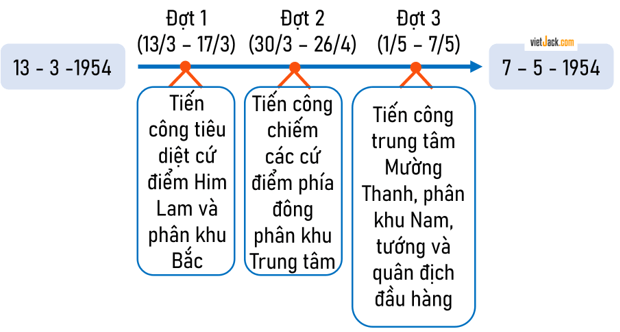 Đợt 1
(13/3 – 17/3)
Đợt 2
(30/3 – 26/4)
Đợt 3
(1/5 – 7/5)
vietJack.com
13 - 3 -1954
7 – 5 - 1954
Tiến
công tiêu
diệt cứ
điểm Him
Lam và
phân khu
Bắc
Tiến công
chiếm
các cứ
điểm phía
đông
phân khu
Trung tâm
Tiến công
trung tâm
Mường
Thanh, phân
khu Nam,
tướng và
quân địch
đầu hàng